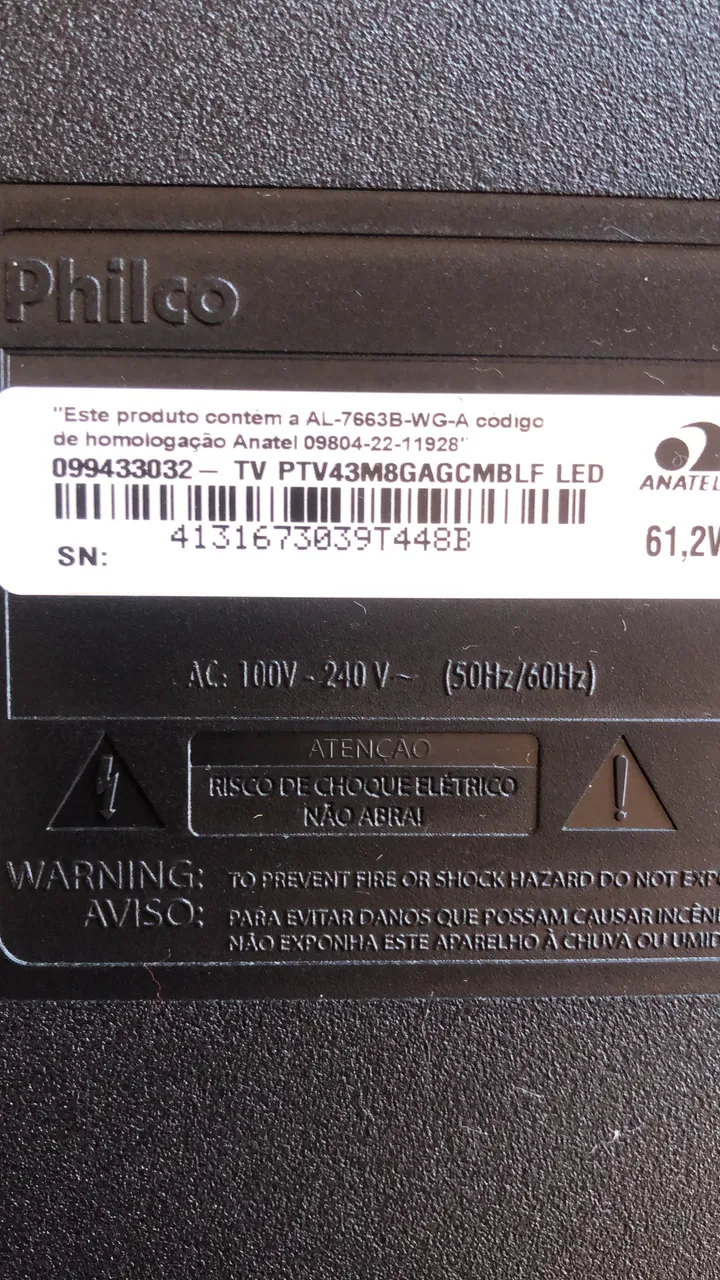 Philco
"Este produto contém a AL-7663B-WG-A código
de homologação Anatel 09804-22-11928"
099433032 - TV PTV43M8GAGCMBLF LED
ANATEL
4131673039T448B
SN:
61,2W
AC: 100V - 240 V~ (50Hz/60Hz)
ATENÇÃO
RISCO DE CHOQUE ELÉTRICO
NÃO ABRA!
WARNING: TO PREVENT FIRE OR SHOCK HAZARD DO NOT
AVISO: PARA EVITAR DANOS QUE POSSAM CAUSAR
NÃO EXPONHA ESTE APARELHO À CHUVA OU